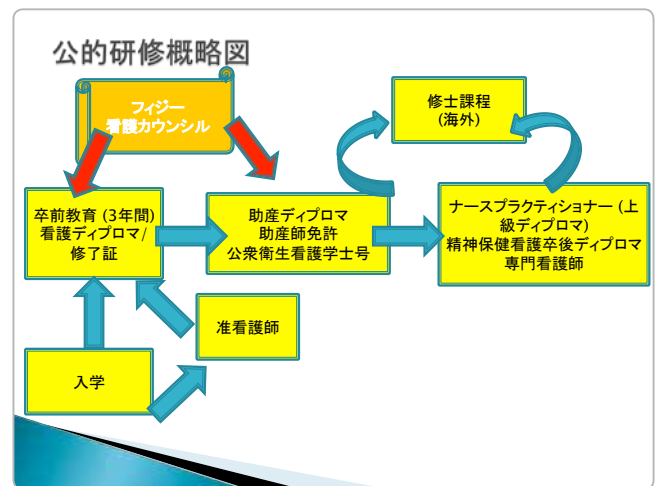 公的研修概略図
フィジー
看護カウンシル
修士課程
(海外)
卒前教育 (3年間)
看護ディプロマ/
修了証
助産ディプロマ
助産師免許
公衆衛生看護学士号
ナースプラクティショナー (上
級ディプロマ)
精神保健看護卒後ディプロマ
専門看護師
准看護師
入学